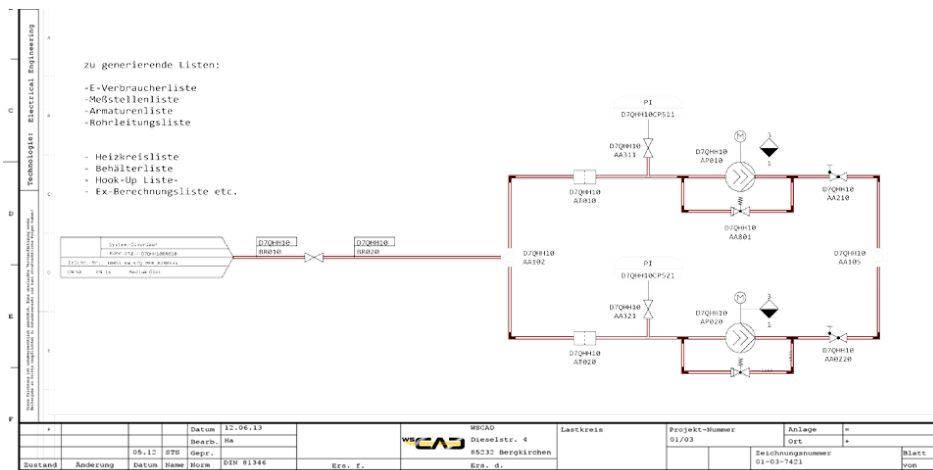 zu generierende Listen:
-E-Verbraucherliste
-Meßstellenliste
-Armaturenliste
-Rohrleitungsliste
- Heizkreisliste
- Behälterliste
- Hook-Up Liste-
- Ex-Berechnungsliste etc.
Technologie: Electrical Engineering
C
D
E
F
PI
D7QHH10CP511
D7QHH10
AA311
D7QHH10
AP010
M
D7QHH10
AT010
D7QHH10
AA210
D7QHH10
AA801
D7QHH10
BR010
D7QHH10
BR020
D7QHH10
AA102
D7QHH10
AA105
PI
D7QHH10CP521
D7QHH10
AA321
D7QHH10
AP020
M
D7QHH10
AT020
D7QHH10
AA0220
Datum 12.06.13
Bearb. Ha
05.12 STS Gepr.
Zustand Änderung Datum Name Norm DIN 81346
Ers. f.
Ers. d.
WSCAD
WSCAD
Dieselstr. 4
85232 Bergkirchen
Lastkreis
Projekt-Nummer
01/03
Anlage =
Ort +
Zeichnungsnummer
01-03-7421
Blatt
von